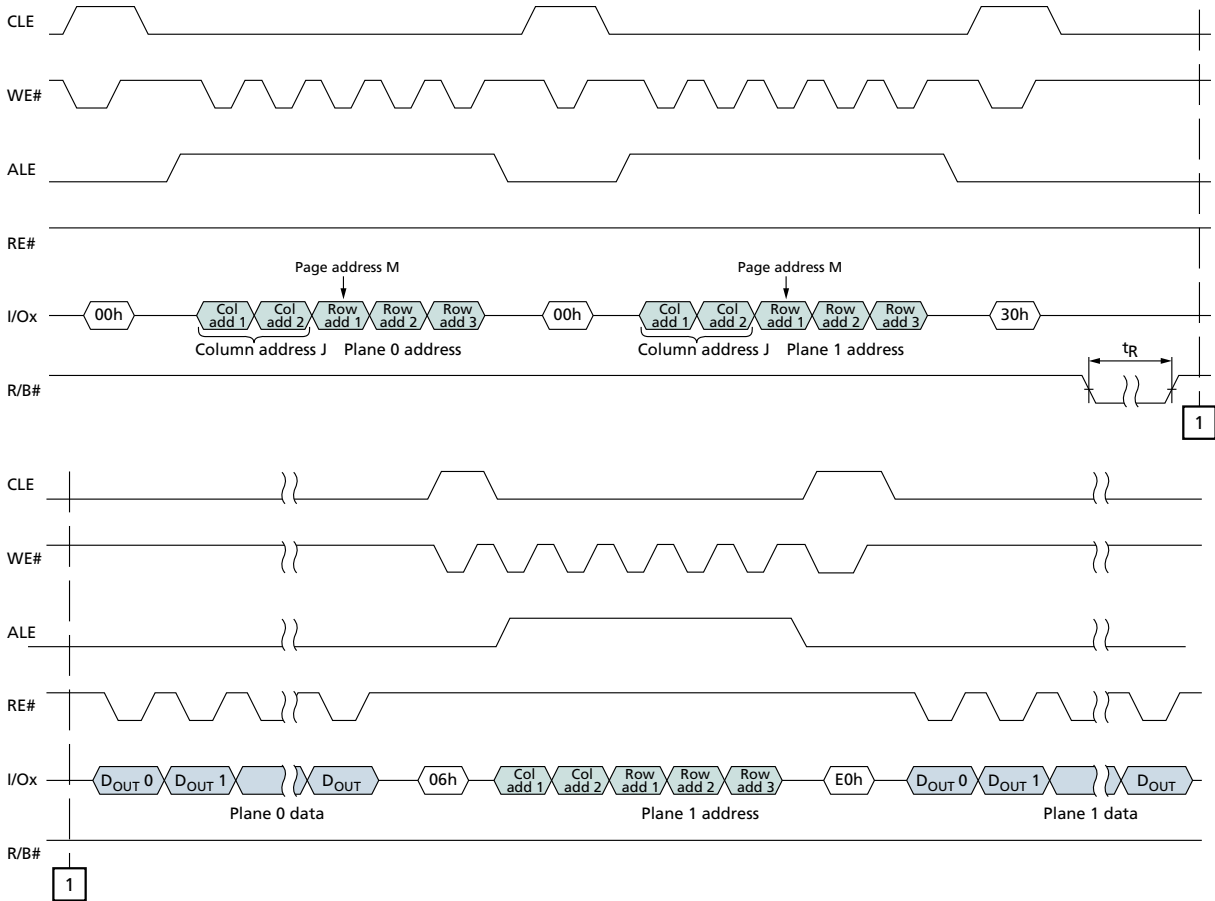 CLE
WE#
ALE
RE#
Page address M
Page address M
I/Ox
00h
Col add 1
Col add 2
Row add 1
Row add 2
Row add 3
00h
Col add 1
Col add 2
Row add 1
Row add 2
Row add 3
30h
Column address J
Plane 0 address
Column address J
Plane 1 address
tR
R/B#
1
CLE
WE#
ALE
RE#
I/Ox
DOUT 0
DOUT 1
DOUT
06h
Col add 1
Col add 2
Row add 1
Row add 2
Row add 3
E0h
DOUT 0
DOUT 1
DOUT
Plane 0 data
Plane 1 address
Plane 1 data
R/B#
1